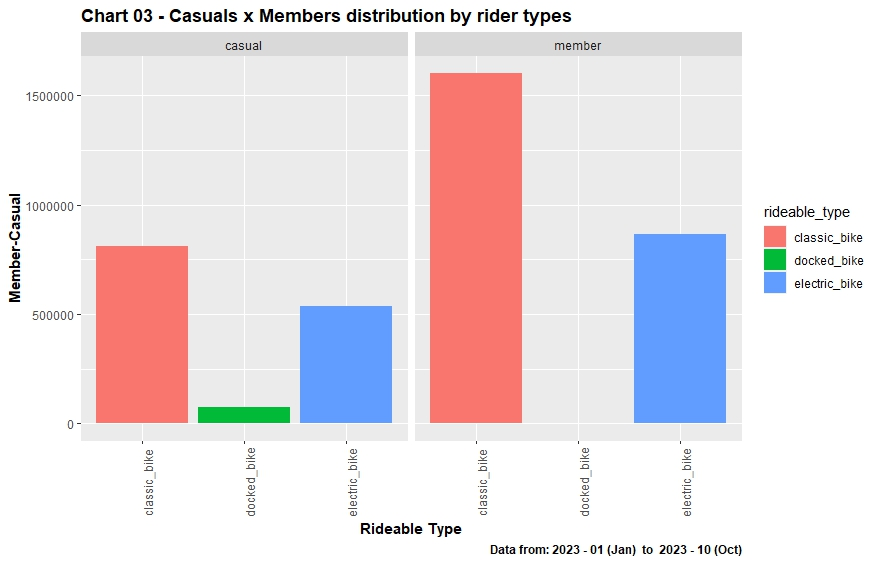 Chart 03 - Casuals x Members distribution by rider types
casual
member
Member-Casual
1500000
1000000
500000
0
classic_bike
docked_bike
electric_bike
classic_bike
docked_bike
electric_bike
Rideable Type
rideable_type
classic_bike
docked_bike
electric_bike
Data from: 2023 - 01 (Jan)  to  2023 - 10 (Oct)